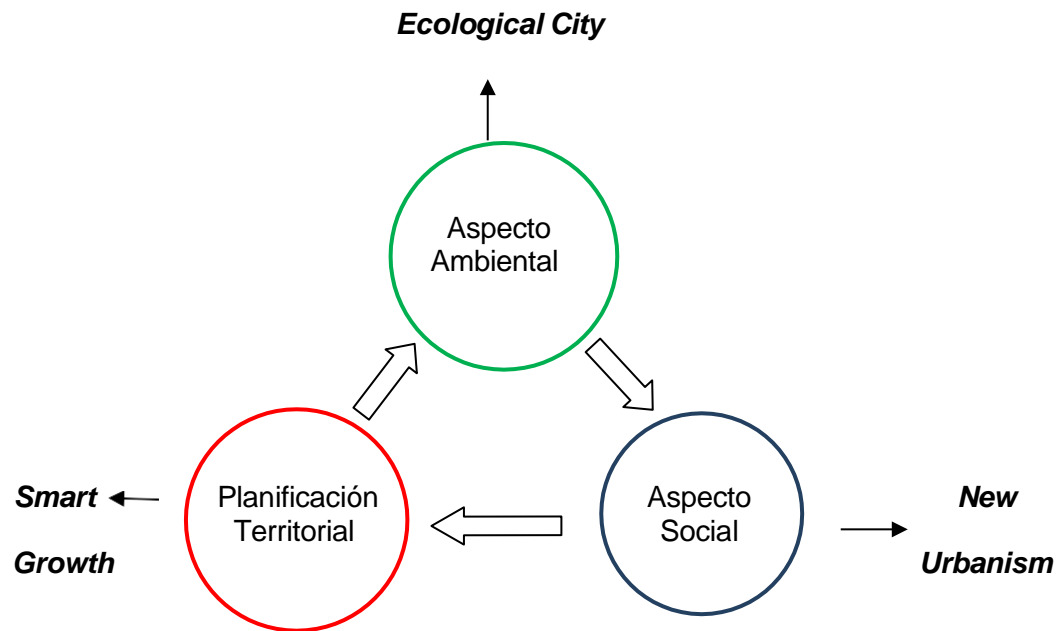 Ecological City
Aspecto
Ambiental
Smart
Growth
Planificación
Territorial
Aspecto
Social
New
Urbanism